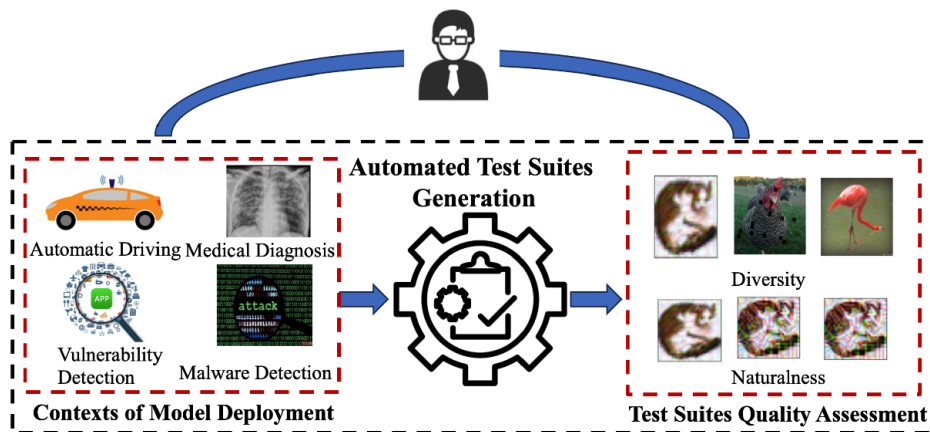 Automated Test Suites
Generation
Automatic Driving
Medical Diagnosis
APP
attack
Vulnerability
Detection
Malware Detection
Contexts of Model Deployment
Diversity
Naturalness
Test Suites Quality Assessment